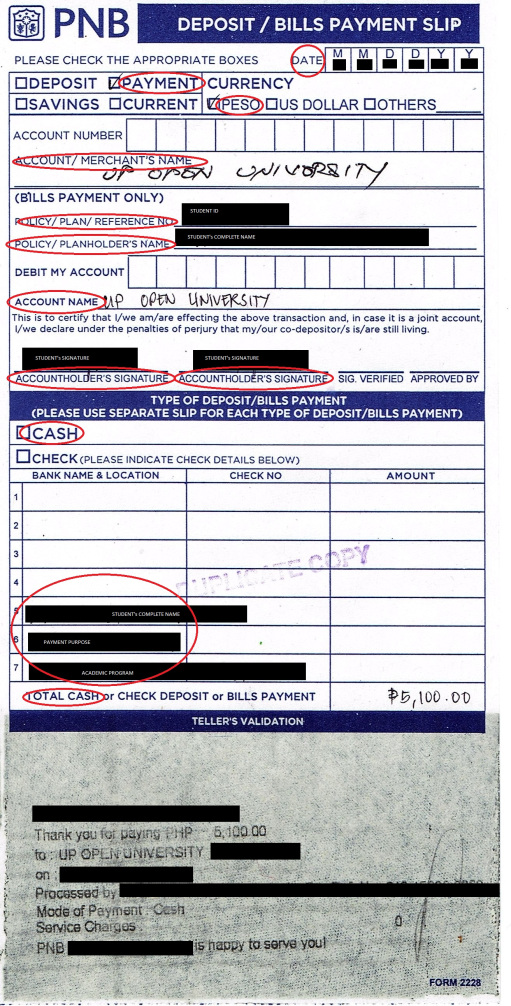 PNB
DEPOSIT / BILLS PAYMENT SLIP
PLEASE CHECK THE APPROPRIATE BOXES DATE M M D D Y Y
DEPOSIT PAYMENT CURRENCY
SAVINGS CURRENT PESO US DOLLAR OTHERS
ACCOUNT NUMBER
ACCOUNT/ MERCHANT'S NAME
UP OPEN UNIVERSITY
(BILLS PAYMENT ONLY)
STUDENT ID
POLICY/ PLAN/ REFERENCE NO.
STUDENT's COMPLETE NAME
POLICY/ PLANHOLDER'S NAME
DEBIT MY ACCOUNT
ACCOUNT NAME UP OPEN UNIVERSITY
This is to certify that I/we am/are effecting the above transaction and, in case it is a joint account,
I/we declare under the penalties of perjury that my/our co-depositor/s is/are still living.
STUDENT's SIGNATURE STUDENT's SIGNATURE
ACCOUNTHOLDER'S SIGNATURE ACCOUNTHOLDER'S SIGNATURE SIG. VERIFIED APPROVED BY
TYPE OF DEPOSIT/BILLS PAYMENT
(PLEASE USE SEPARATE SLIP FOR EACH TYPE OF DEPOSIT/BILLS PAYMENT)
CASH
CHECK (PLEASE INDICATE CHECK DETAILS BELOW)
BANK NAME & LOCATION CHECK NO AMOUNT
1
2
3
4
DUPLICATE COPY
5 STUDENT's COMPLETE NAME
6 PAYMENT PURPOSE
7 ACADEMIC PROGRAM
TOTAL CASH or CHECK DEPOSIT or BILLS PAYMENT ₱5,100.00
TELLER'S VALIDATION
Thank you for paying PHP 5,100.00
to : UP OPEN UNIVERSITY
on :
Processed by
Mode of Payment : Cash
Service Charges : 0
PNB is happy to serve you!
FORM 2228